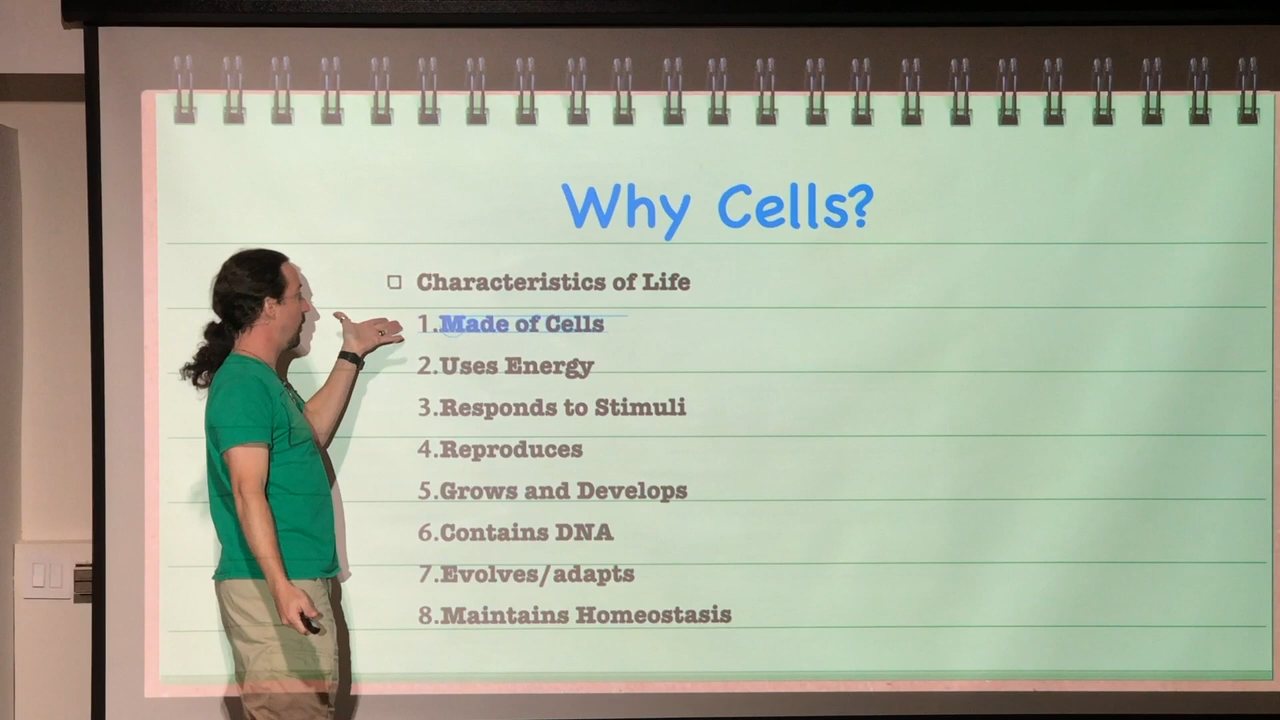 Why Cells?
Characteristics of Life
1.Made of Cells
2.Uses Energy
3.Responds to Stimuli
4.Reproduces
5.Grows and Develops
6.Contains DNA
7.Evolves/adapts
8.Maintains Homeostasis